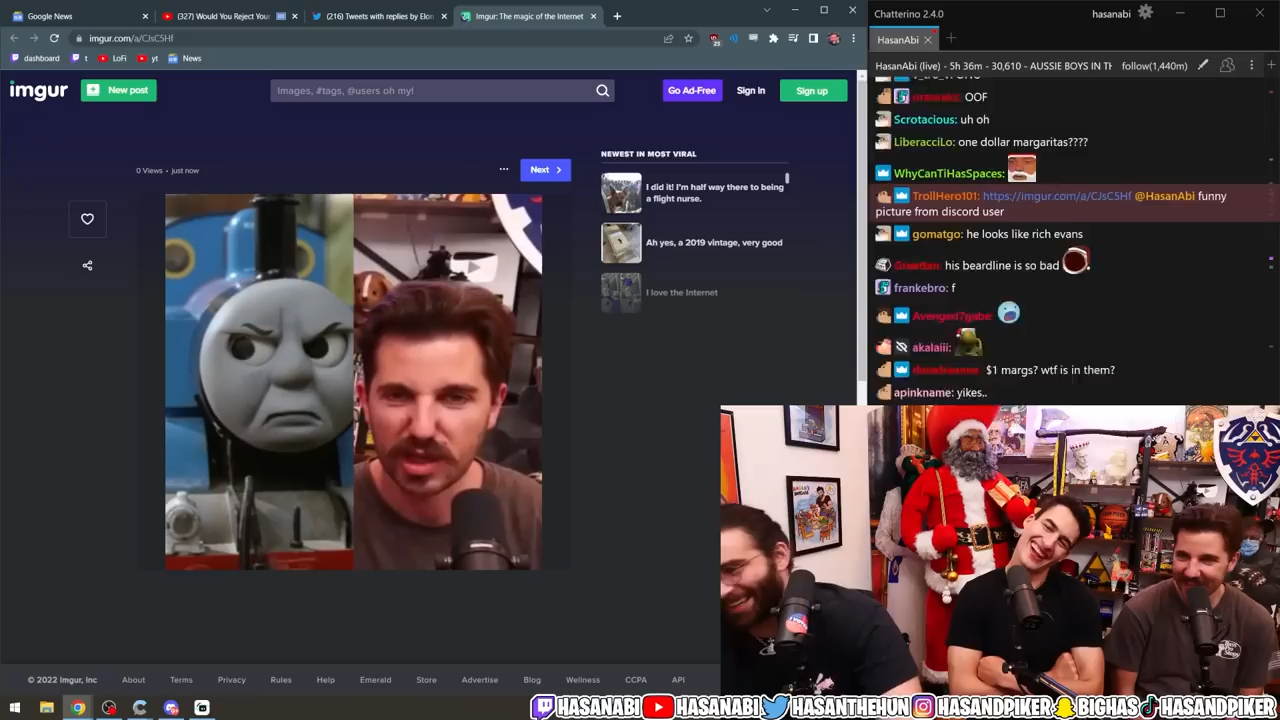 Google News
(327) Would You Reject Your
(216) Tweets with replies by Elon
Imgur: The magic of the Internet
imgur.com/a/CJsC5Hf
23
dashboard
t
LoFi
yt
News
imgur
New post
Images, #tags, @users oh my!
Go Ad-Free
Sign in
Sign up
0 Views • just now
Next
NEWEST IN MOST VIRAL
I did it! I'm half way there to being
a flight nurse.
Ah yes, a 2019 vintage, very good
I love the Internet
© 2022 Imgur, Inc
About
Terms
Privacy
Rules
Help
Emerald
Store
Advertise
Blog
Wellness
CCPA
API
Chatterino 2.4.0
hasanabi
HasanAbi
HasanAbi (live) - 5h 36m - 30,610 - AUSSIE BOYS IN TH
follow(1,440m)
OOF
Scrotacious: uh oh
LiberacciLo: one dollar margaritas????
WhyCanTiHasSpaces:
TrollHero101: https://imgur.com/a/CJsC5Hf @HasanAbi funny
picture from discord user
gomatgo: he looks like rich evans
his beardline is so bad
frankebro: f
Avenged7gabe
akalaiii:
$1 margs? wtf is in them?
apinkname: yikes..
HASANABI
HASANABI
HASANTHEHUN
HASANDPIKER
BIGHAS
HASANDPIKER